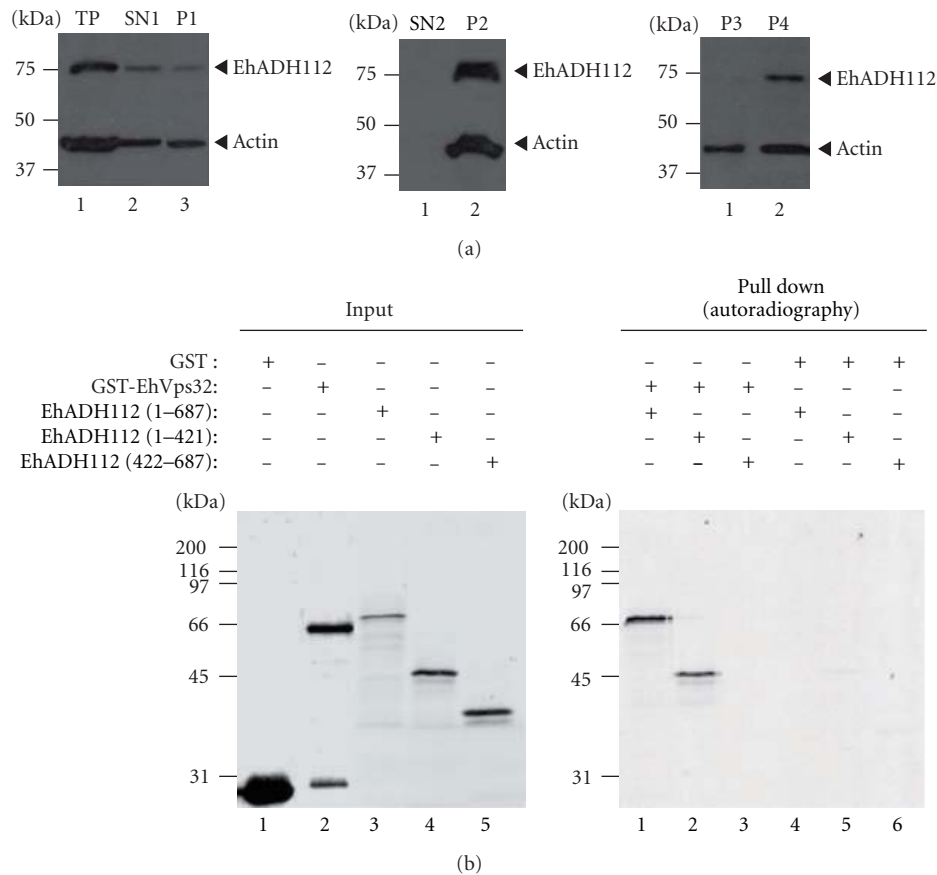 (kDa) TP SN1 P1
75
EhADH112
50
Actin
37
1 2 3
(kDa) SN2 P2
75
EhADH112
50
Actin
37
1 2
(kDa) P3 P4
75
EhADH112
50
Actin
37
1 2
(a)
Input
Pull down
(autoradiography)
GST : + – – – – – – – + + +
GST-EhVps32: – + – – – + + + – – –
EhADH112 (1–687): – – + – – + – – + – –
EhADH112 (1–421): – – – + – – + – – + –
EhADH112 (422–687): – – – – + – – + – – +
(kDa)
200
116
97
66
45
31
1 2 3 4 5
(kDa)
200
116
97
66
45
31
1 2 3 4 5 6
(b)